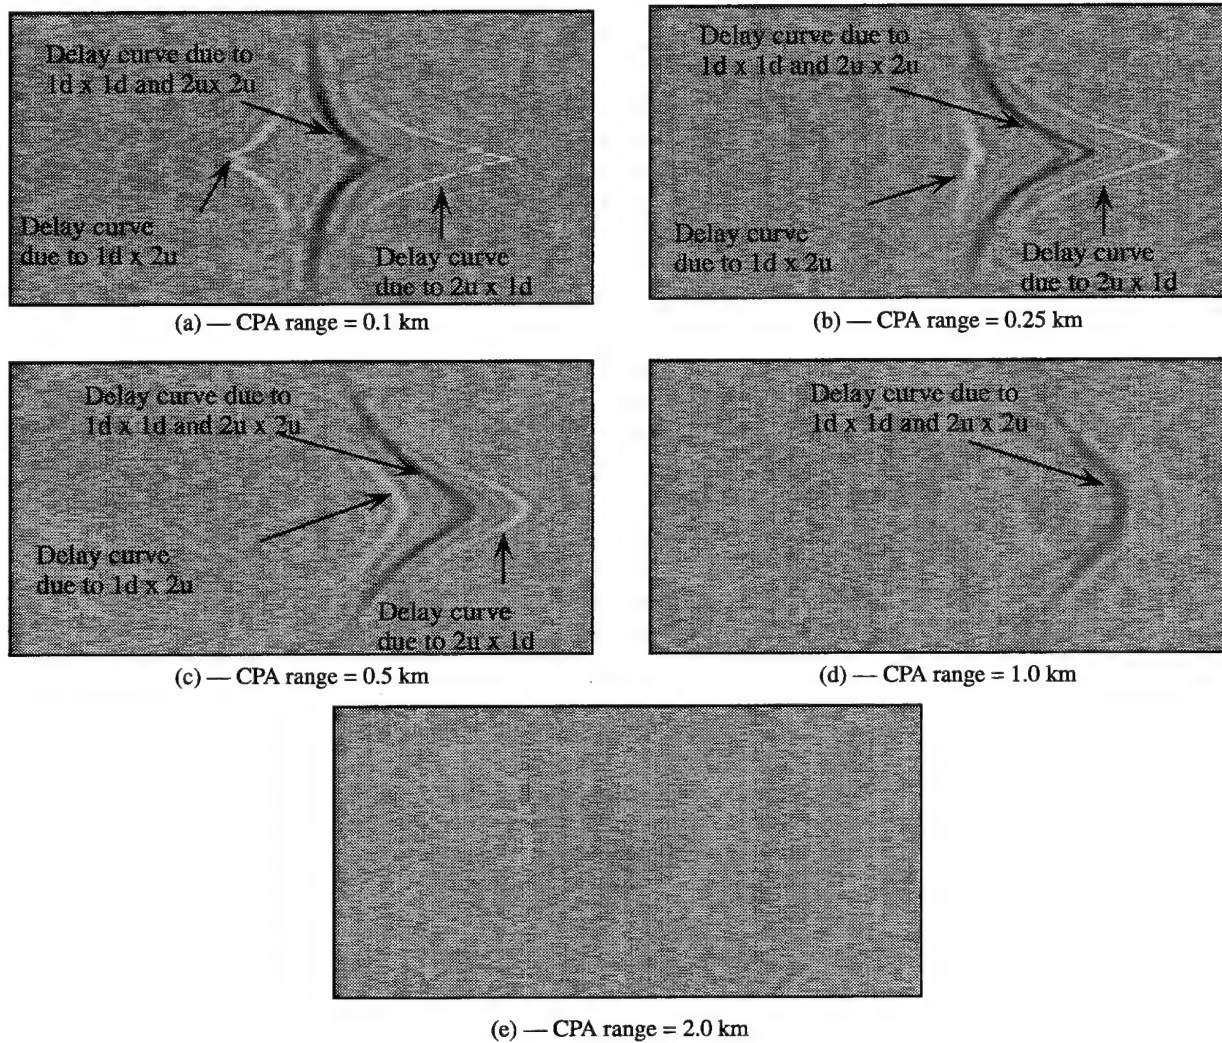 Delay curve due to
1d x 1d and 2ux 2u
Delay curve
due to 1d x 2u
Delay curve
due to 2u x 1d
(a) — CPA range = 0.1 km
Delay curve due to
1d x 1d and 2u x 2u
Delay curve
due to 1d x 2u
Delay curve
due to 2u x 1d
(b) — CPA range = 0.25 km
Delay curve due to
1d x 1d and 2u x 2u
Delay curve
due to 1d x 2u
Delay curve
due to 2u x 1d
(c) — CPA range = 0.5 km
Delay curve due to
1d x 1d and 2u x 2u
(d) — CPA range = 1.0 km
(e) — CPA range = 2.0 km